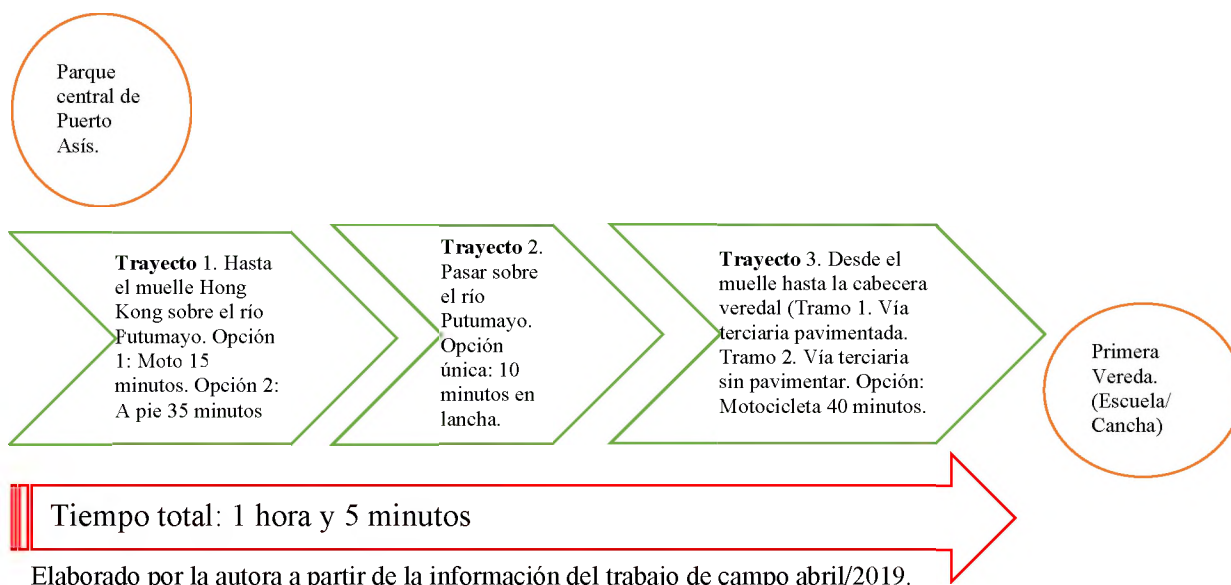 Parque
central de
Puerto
Asís.
Trayecto 1. Hasta
el muelle Hong
Kong sobre el río
Putumayo. Opción
1: Moto 15
minutos. Opción 2:
A pie 35 minutos
Trayecto 2.
Pasar sobre
el río
Putumayo.
Opción
única: 10
minutos en
lancha.
Trayecto 3. Desde el
muelle hasta la cabecera
veredal (Tramo 1. Vía
terciaria pavimentada.
Tramo 2. Vía terciaria
sin pavimentar. Opción:
Motocicleta 40 minutos.
Primera
Vereda.
(Escuela/
Cancha)
Tiempo total: 1 hora y 5 minutos
Elaborado por la autora a partir de la información del trabajo de campo abril/2019.